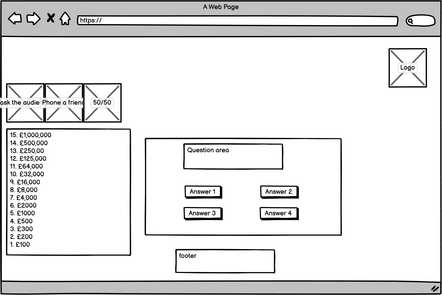 A Web Page
https://
Logo
ask the audie
Phone a friend
50/50
15. £1,000,000
14. £500,000
13. £250,00
12. £125,000
11. £64,000
10. £32,000
9. £16,000
8. £8,000
7. £4,000
6. £2000
5. £1000
4. £500
3. £300
2. £200
1. £100
Question area
Answer 1
Answer 2
Answer 3
Answer 4
footer